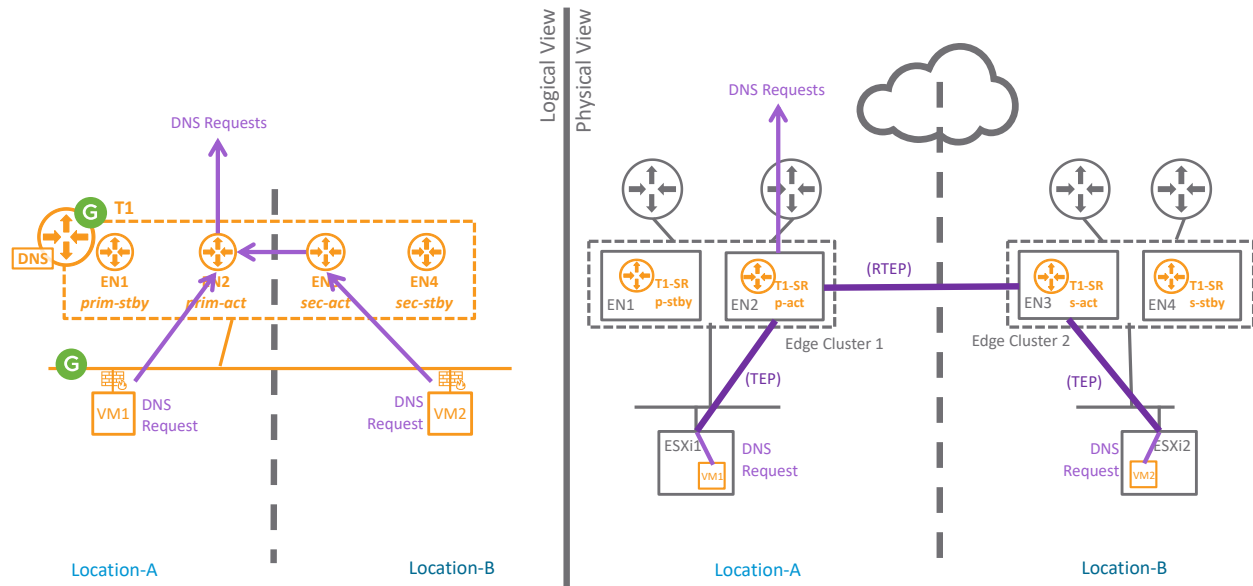 Logical View
Physical View
DNS Requests
G
T1
DNS
EN1
prim-stby
EN2
prim-act
sec-act
EN4
sec-stby
G
VM1
DNS
Request
DNS
Request
VM2
Location-A
Location-B
DNS Requests
(RTEP)
EN1
T1-SR
p-stby
EN2
T1-SR
p-act
EN3
T1-SR
s-act
EN4
T1-SR
s-stby
Edge Cluster 1
Edge Cluster 2
(TEP)
(TEP)
ESXi1
VM1
DNS
Request
DNS
Request
ESXi2
VM2
Location-A
Location-B